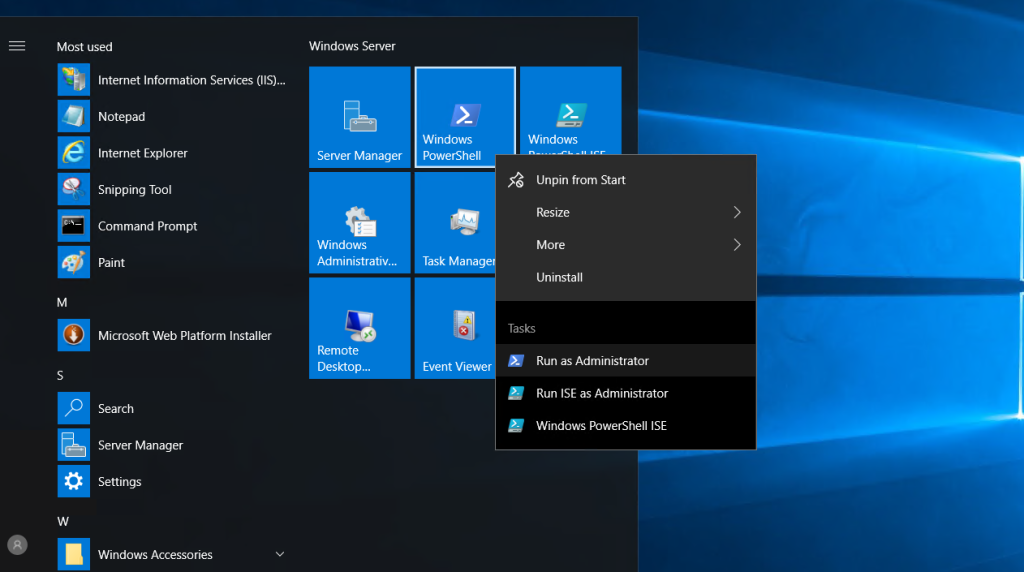 Most used
Internet Information Services (IIS)...
Notepad
Internet Explorer
Snipping Tool
Command Prompt
Paint
M
Microsoft Web Platform Installer
S
Search
Server Manager
Settings
W
Windows Accessories
Windows Server
Server Manager
Windows
PowerShell
Windows
PowerShell ISE
Windows
Administrativ...
Task Manager
Remote
Desktop...
Event Viewer
Unpin from Start
Resize
More
Uninstall
Tasks
Run as Administrator
Run ISE as Administrator
Windows PowerShell ISE